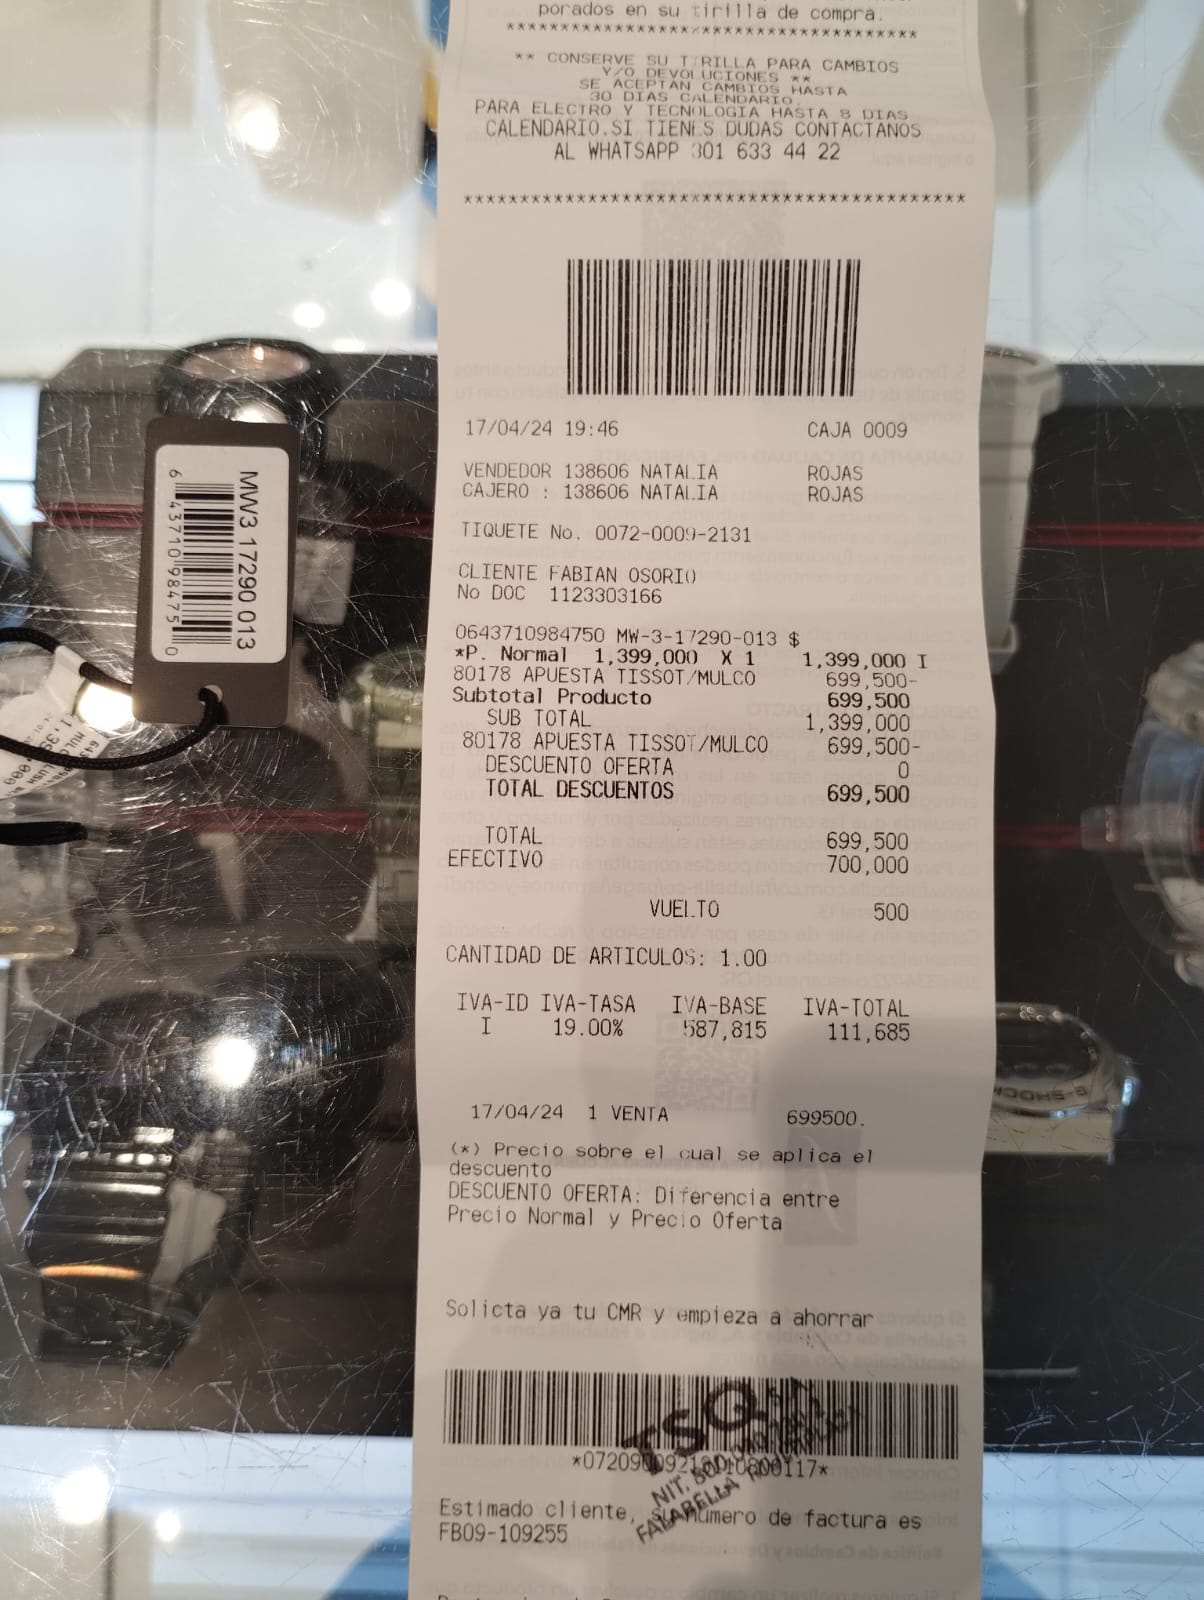 porados en su tirilla de compra.
****************************************
** CONSERVE SU TIRILLA PARA CAMBIOS
Y/O DEVOLUCIONES **
SE ACEPTAN CAMBIOS HASTA
30 DIAS CALENDARIO.
PARA ELECTRO Y TECNOLOGIA HASTA 8 DIAS
CALENDARIO.SI TIENES DUDAS CONTACTANOS
AL WHATSAPP 301 633 44 22
****************************************
17/04/24 19:46 CAJA 0009
VENDEDOR 138606 NATALIA ROJAS
CAJERO : 138606 NATALIA ROJAS
TIQUETE No. 0072-0009-2131
CLIENTE FABIAN OSORIO
No DOC 1123303166
0643710984750 MW-3-17290-013 $
*P. Normal 1,399,000 X 1 1,399,000 I
80178 APUESTA TISSOT/MULCO 699,500-
Subtotal Producto 699,500
SUB TOTAL 1,399,000
80178 APUESTA TISSOT/MULCO 699,500-
DESCUENTO OFERTA 0
TOTAL DESCUENTOS 699,500
TOTAL 699,500
EFECTIVO 700,000
VUELTO 500
CANTIDAD DE ARTICULOS: 1.00
IVA-ID IVA-TASA IVA-BASE IVA-TOTAL
I 19.00% 587,815 111,685
17/04/24 1 VENTA 699500.
(*) Precio sobre el cual se aplica el
descuento
DESCUENTO OFERTA: Diferencia entre
Precio Normal y Precio Oferta
Solicta ya tu CMR y empieza a ahorrar
TSQ
NIT.
FALABELLA
Estimado cliente, su número de factura es
FB09-109255
MW3 17290 013
6 43710 98475 0
G-SHOCK